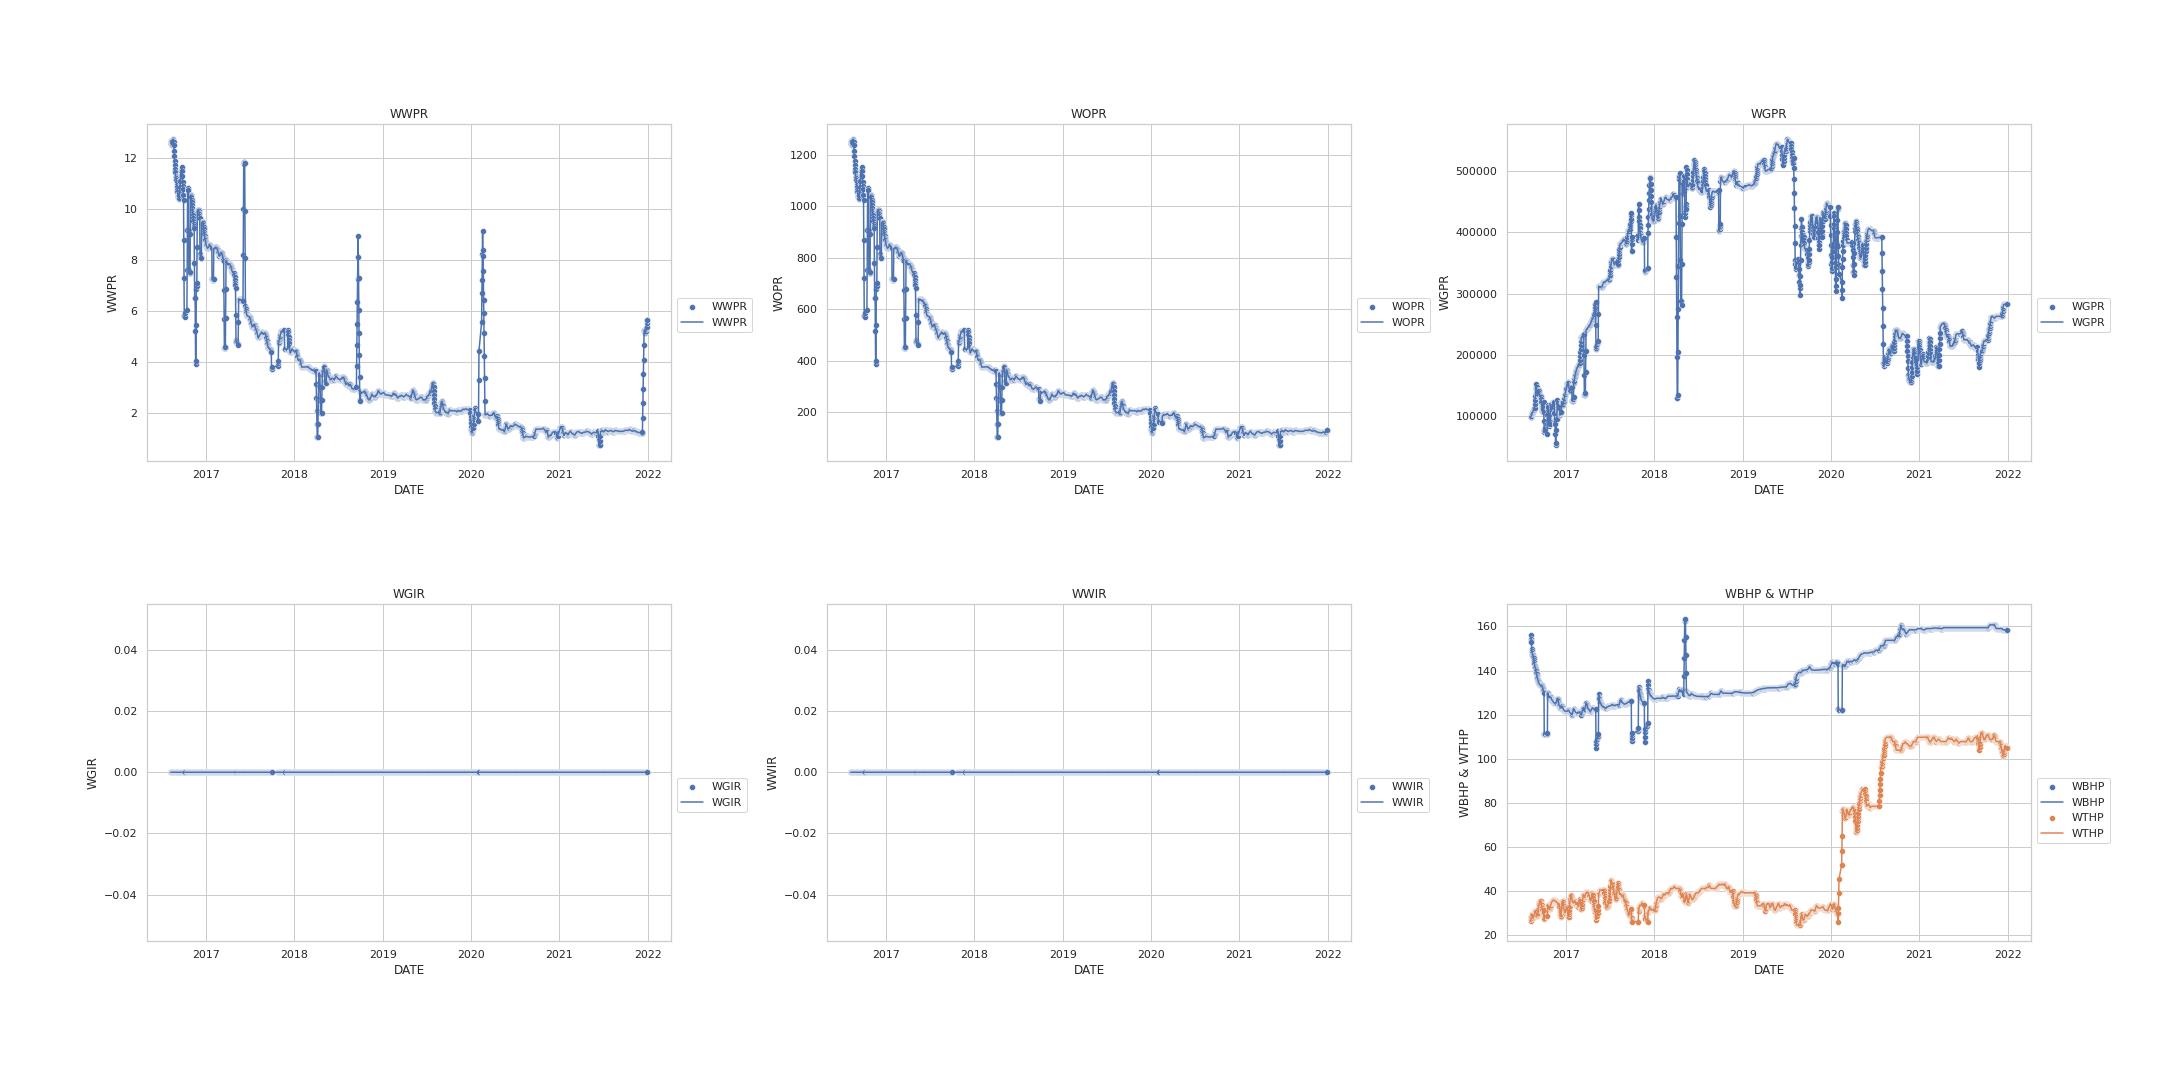 WWPR
WWPR
12
10
8
6
4
2
2017 2018 2019 2020 2021 2022
DATE
WWPR
WWPR
WOPR
WOPR
1200
1000
800
600
400
200
2017 2018 2019 2020 2021 2022
DATE
WOPR
WOPR
WGPR
WGPR
500000
400000
300000
200000
100000
2017 2018 2019 2020 2021 2022
DATE
WGPR
WGPR
WGIR
WGIR
0.04
0.02
0.00
−0.02
−0.04
2017 2018 2019 2020 2021 2022
DATE
WGIR
WGIR
WWIR
WWIR
0.04
0.02
0.00
−0.02
−0.04
2017 2018 2019 2020 2021 2022
DATE
WWIR
WWIR
WBHP & WTHP
WBHP & WTHP
160
140
120
100
80
60
40
20
2017 2018 2019 2020 2021 2022
DATE
WBHP
WBHP
WTHP
WTHP